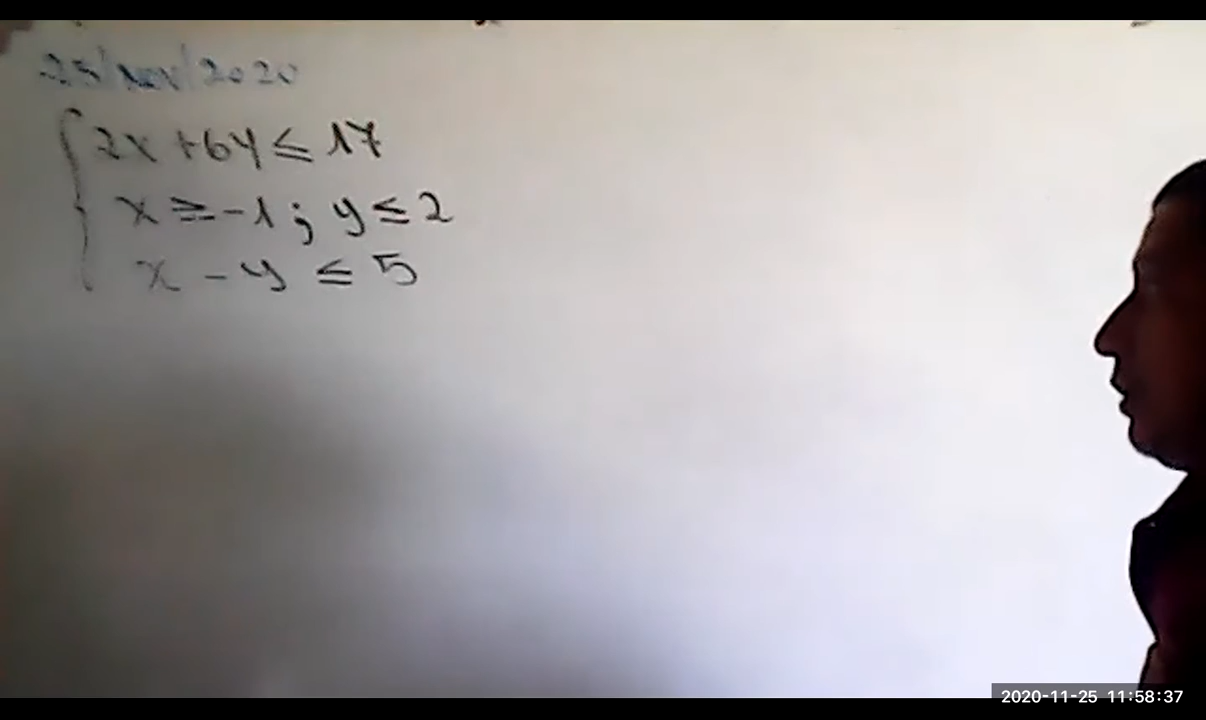 25/Nov/2020
2x+6y≤17
x≥-1; y≤2
x-y≤5
2020-11-25 11:58:37